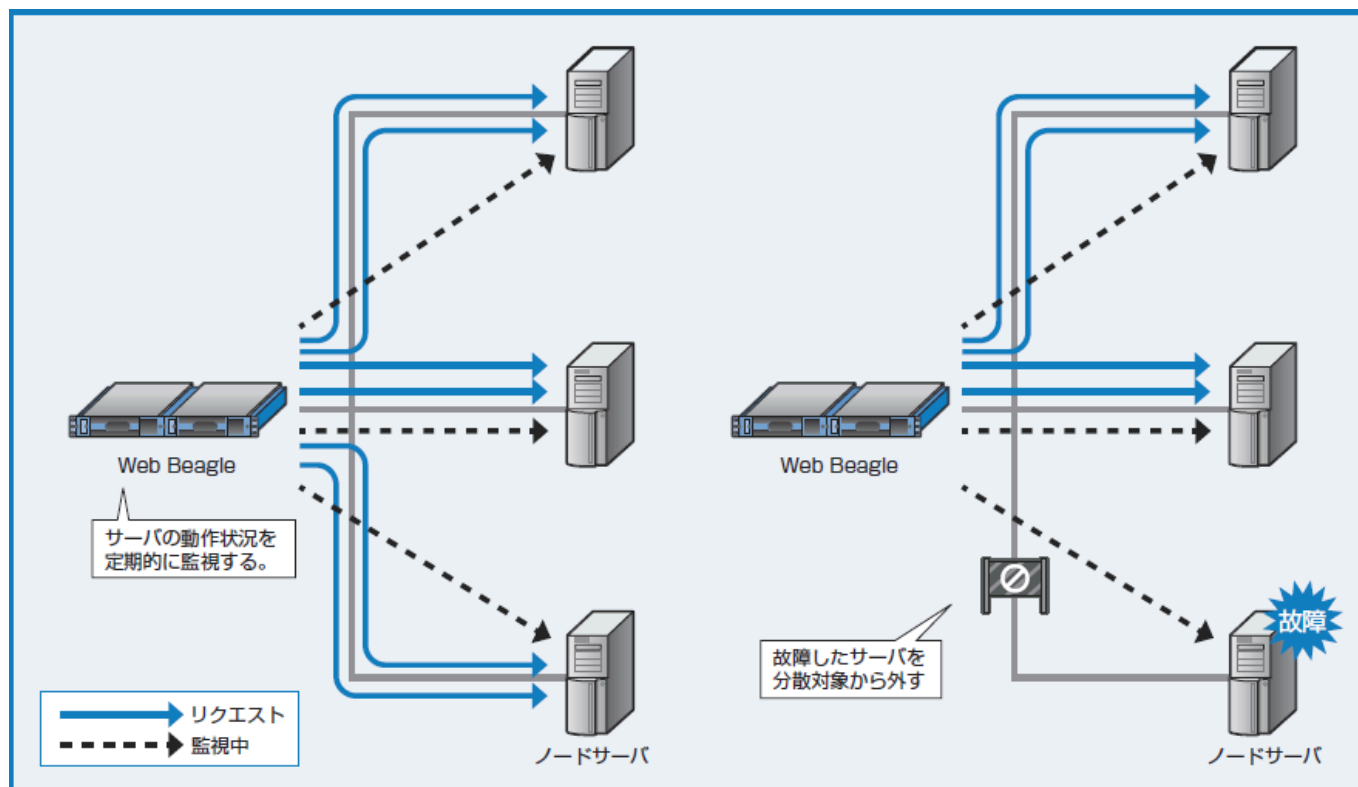 Web Beagle
サーバの動作状況を
定期的に監視する。
リクエスト
監視中
ノードサーバ
Web Beagle
故障したサーバを
分散対象から外す
故障
ノードサーバ